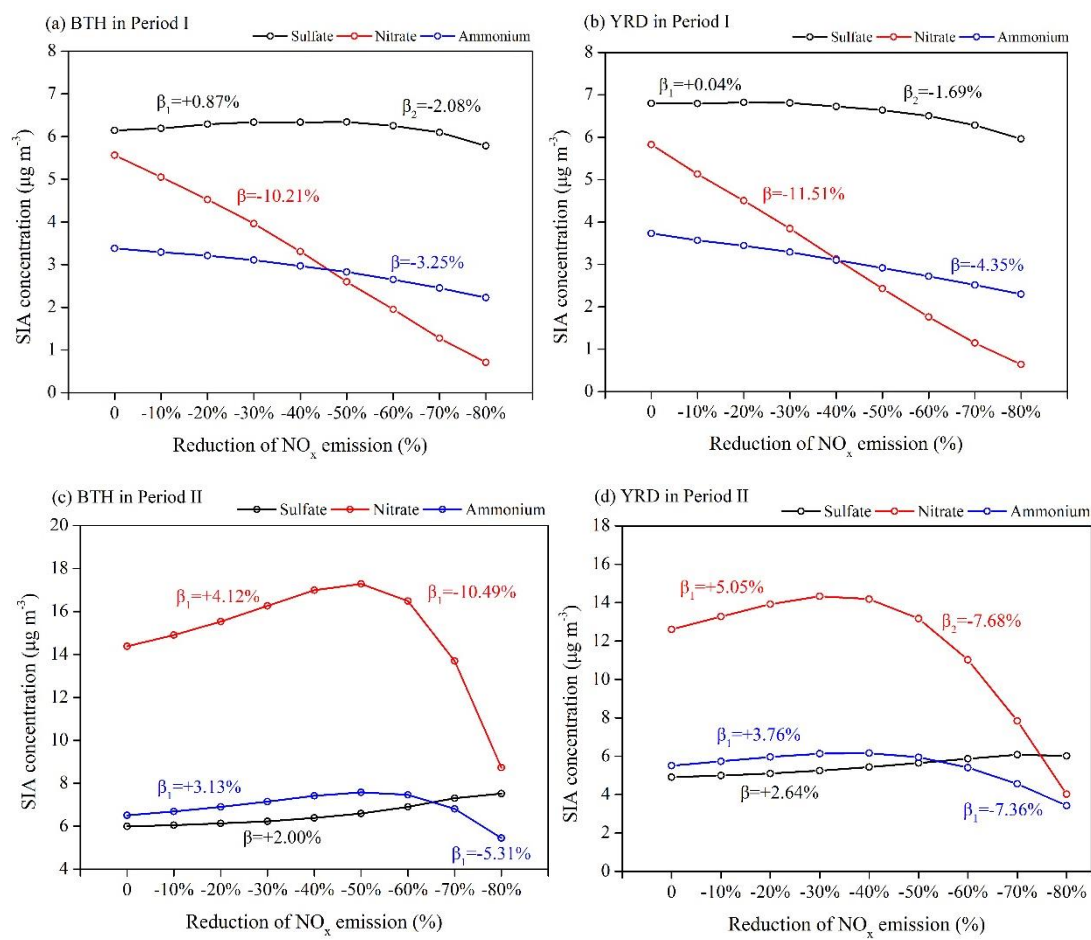 (a) BTH in Period I
Sulfate Nitrate Ammonium
8
7
6
5
4
3
2
1
0
SIA concentration (μg m⁻³)
β₁=+0.87%
β₂=-2.08%
β=-10.21%
β=-3.25%
0 -10% -20% -30% -40% -50% -60% -70% -80%
Reduction of NOₓ emission (%)
(b) YRD in Period I
Sulfate Nitrate Ammonium
8
7
6
5
4
3
2
1
0
SIA concentration (μg m⁻³)
β₁=+0.04%
β₂=-1.69%
β=-11.51%
β=-4.35%
0 -10% -20% -30% -40% -50% -60% -70% -80%
Reduction of NOₓ emission (%)
(c) BTH in Period II
Sulfate Nitrate Ammonium
20
18
16
14
12
10
8
6
4
SIA concentration (μg m⁻³)
β₁=+4.12%
β₁=-10.49%
β₁=+3.13%
β=+2.00%
β₁=-5.31%
0 -10% -20% -30% -40% -50% -60% -70% -80%
Reduction of NOₓ emission (%)
(d) YRD in Period II
Sulfate Nitrate Ammonium
18
16
14
12
10
8
6
4
2
0
SIA concentration (μg m⁻³)
β₁=+5.05%
β₂=-7.68%
β₁=+3.76%
β=+2.64%
β₁=-7.36%
0 -10% -20% -30% -40% -50% -60% -70% -80%
Reduction of NOₓ emission (%)